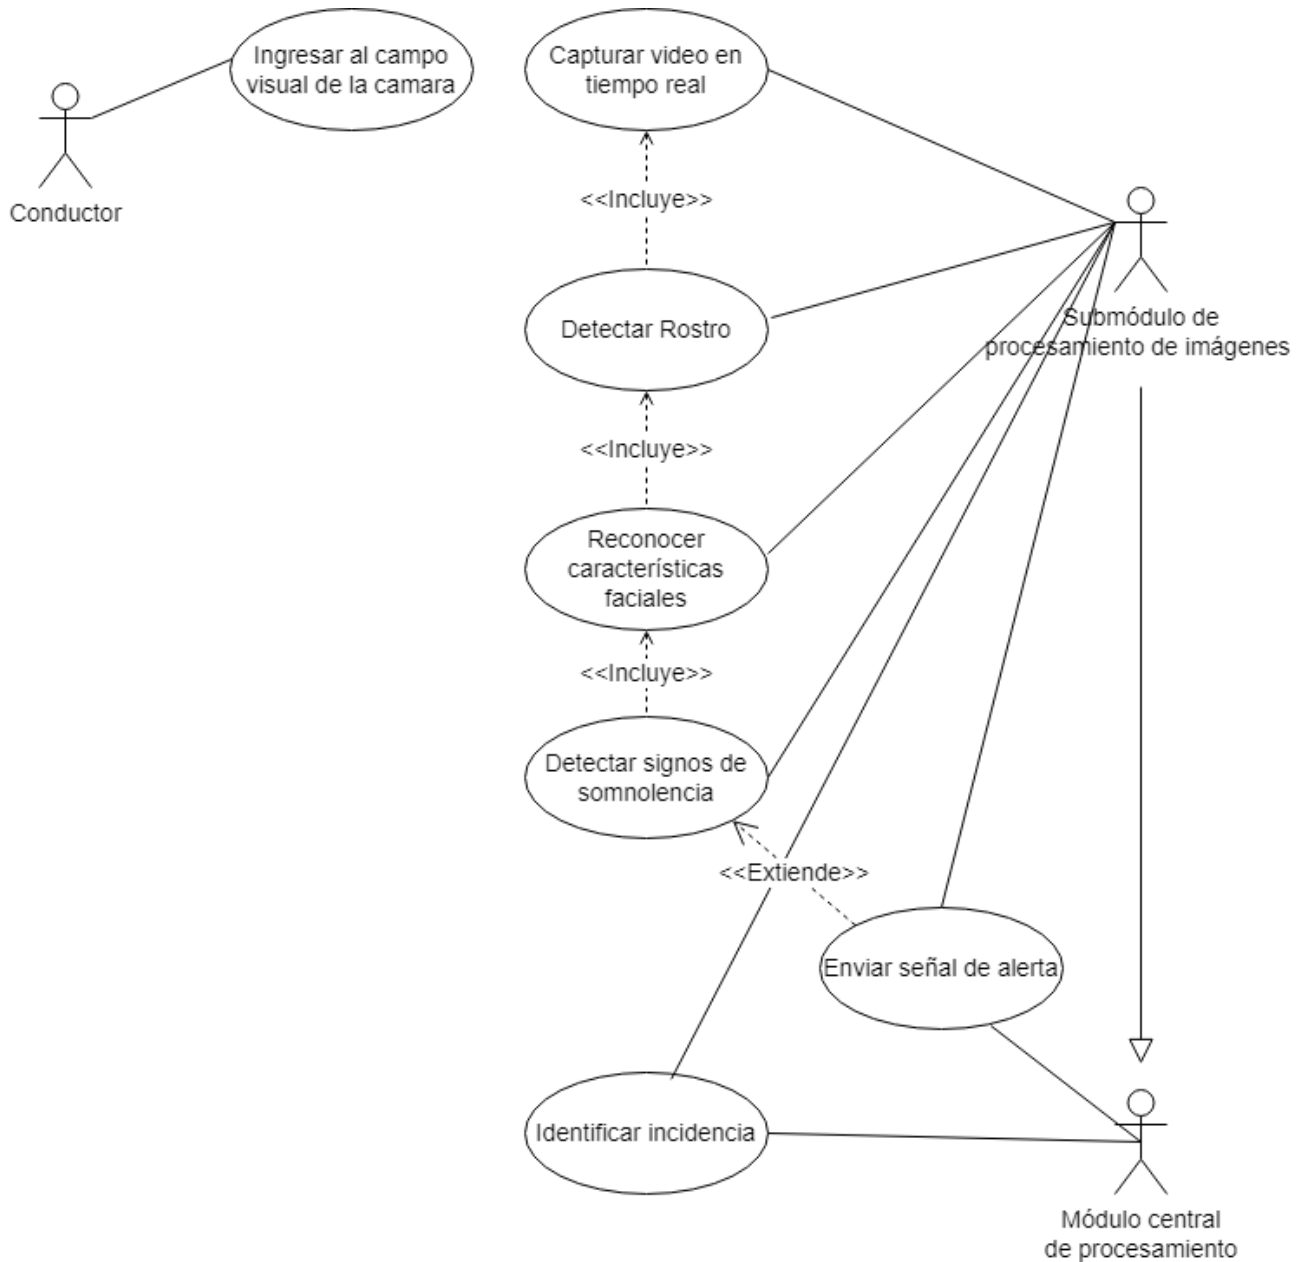 Ingresar al campo
visual de la camara
Capturar video en
tiempo real
Conductor
<<Incluye>>
Submódulo de
procesamiento de imágenes
Detectar Rostro
<<Incluye>>
Reconocer
características
faciales
<<Incluye>>
Detectar signos de
somnolencia
<<Extiende>>
Enviar señal de alerta
Identificar incidencia
Módulo central
de procesamiento